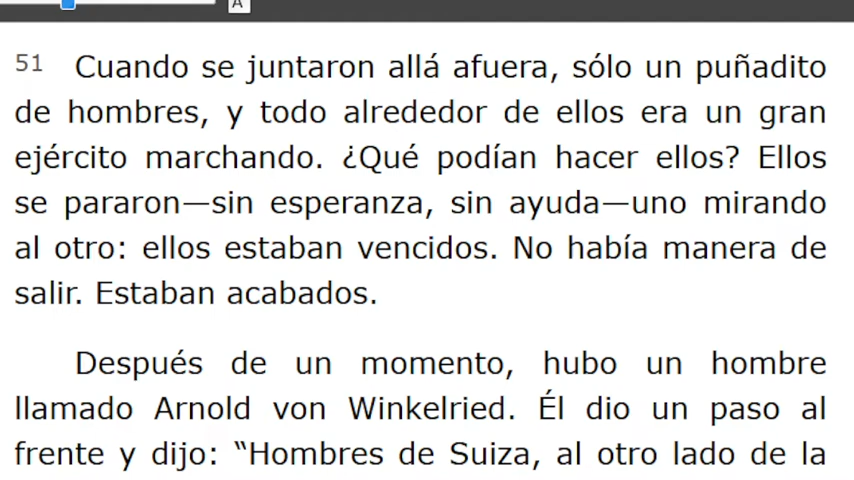 A
51 Cuando se juntaron allá afuera, sólo un puñadito
de hombres, y todo alrededor de ellos era un gran
ejército marchando. ¿Qué podían hacer ellos? Ellos
se pararon—sin esperanza, sin ayuda—uno mirando
al otro: ellos estaban vencidos. No había manera de
salir. Estaban acabados.
Después de un momento, hubo un hombre
llamado Arnold von Winkelried. Él dio un paso al
frente y dijo: “Hombres de Suiza, al otro lado de la